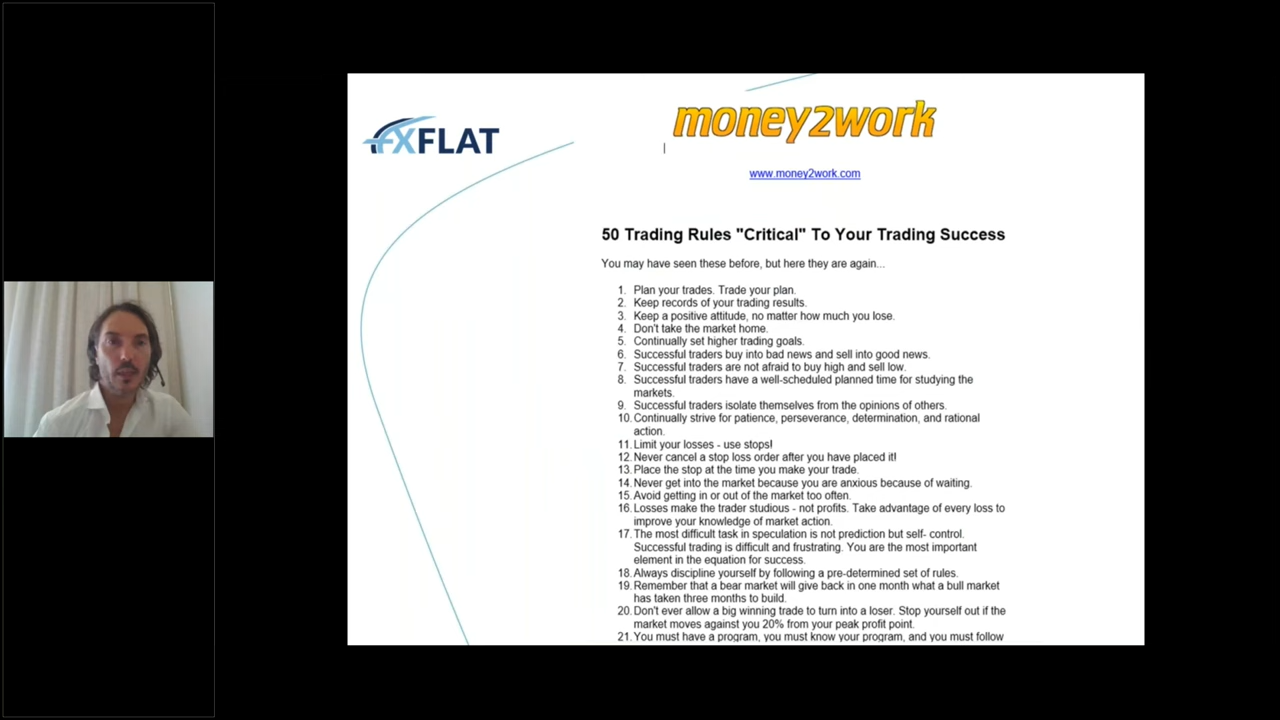 FXFLAT
money2work
www.money2work.com
50 Trading Rules "Critical" To Your Trading Success
You may have seen these before, but here they are again...
1. Plan your trades. Trade your plan.
2. Keep records of your trading results.
3. Keep a positive attitude, no matter how much you lose.
4. Don't take the market home.
5. Continually set higher trading goals.
6. Successful traders buy into bad news and sell into good news.
7. Successful traders are not afraid to buy high and sell low.
8. Successful traders have a well-scheduled planned time for studying the
markets.
9. Successful traders isolate themselves from the opinions of others.
10. Continually strive for patience, perseverance, determination, and rational
action.
11. Limit your losses - use stops!
12. Never cancel a stop loss order after you have placed it!
13. Place the stop at the time you make your trade.
14. Never get into the market because you are anxious because of waiting.
15. Avoid getting in or out of the market too often.
16. Losses make the trader studious - not profits. Take advantage of every loss to
improve your knowledge of market action.
17. The most difficult task in speculation is not prediction but self- control.
Successful trading is difficult and frustrating. You are the most important
element in the equation for success.
18. Always discipline yourself by following a pre-determined set of rules.
19. Remember that a bear market will give back in one month what a bull market
has taken three months to build.
20. Don't ever allow a big winning trade to turn into a loser. Stop yourself out if the
market moves against you 20% from your peak profit point.
21. You must have a program, you must know your program, and you must follow